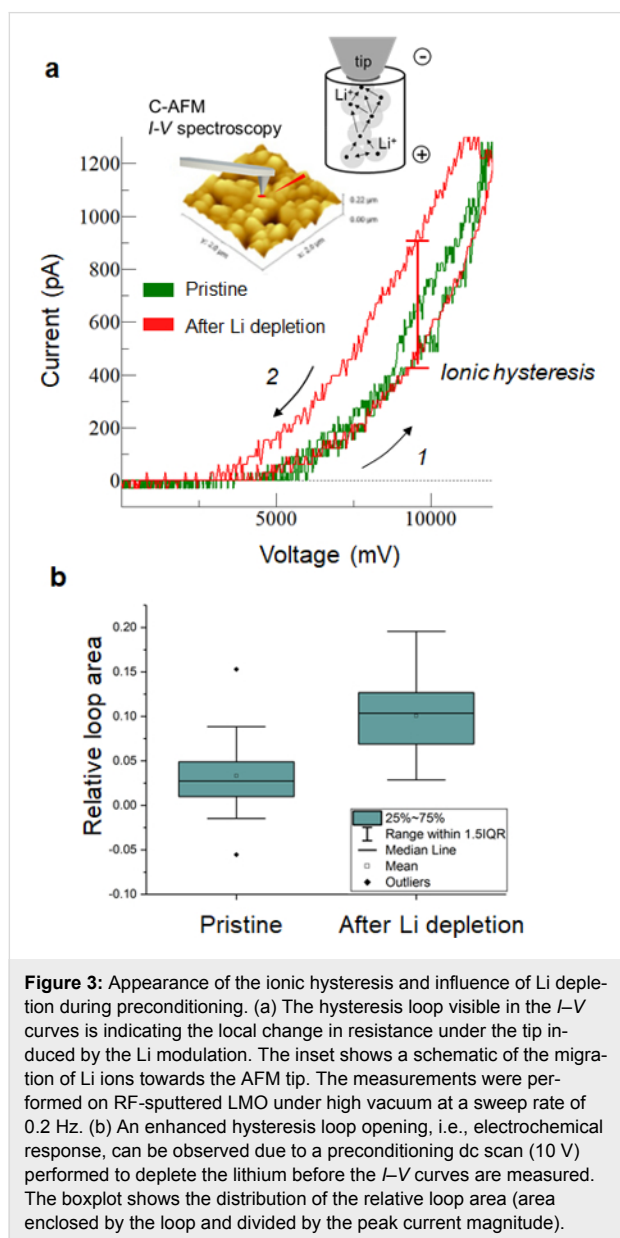 a
tip
−
Li⁺
Li⁺
+
C-AFM
I-V spectroscopy
0.22 µm
0.00 µm
x: 2.0 µm
x: 2.0 µm
Pristine
After Li depletion
1200
1000
800
600
400
200
0
Current (pA)
2
1
Ionic hysteresis
5000
10000
Voltage (mV)
b
0.20
0.15
0.10
0.05
0.00
-0.05
-0.10
Relative loop area
25%~75%
Range within 1.5IQR
Median Line
Mean
Outliers
Pristine
After Li depletion
Figure 3: Appearance of the ionic hysteresis and influence of Li deple-
tion during preconditioning. (a) The hysteresis loop visible in the I–V
curves is indicating the local change in resistance under the tip in-
duced by the Li modulation. The inset shows a schematic of the migra-
tion of Li ions towards the AFM tip. The measurements were per-
formed on RF-sputtered LMO under high vacuum at a sweep rate of
0.2 Hz. (b) An enhanced hysteresis loop opening, i.e., electrochemical
response, can be observed due to a preconditioning dc scan (10 V)
performed to deplete the lithium before the I–V curves are measured.
The boxplot shows the distribution of the relative loop area (area
enclosed by the loop and divided by the peak current magnitude).